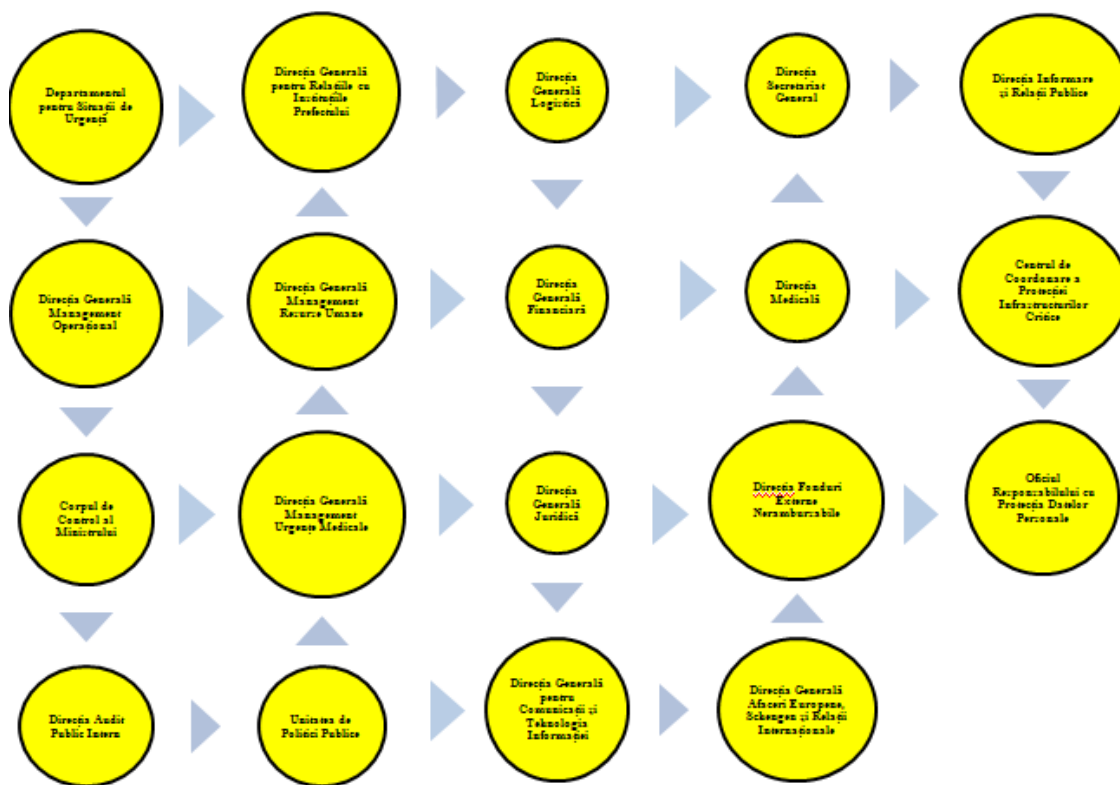 Departamentul
pentru Situații de
Urgență
Direcția Generală
pentru Relațiile cu
Instituțiile
Prefectului
Direcția
Generală
Logistică
Direcția
Secretariat
General
Direcția Informare
și Relații Publice
Direcția Generală
Management
Operațional
Direcția Generală
Management
Resurse Umane
Direcția
Generală
Financiară
Direcția
Medicală
Centrul de
Coordonare a
Protecției
Infrastructurilor
Critice
Corpul de
Control al
Ministrului
Direcția Generală
Management
Urgențe Medicale
Direcția
Generală
Juridică
Direcția Fonduri
Externe
Nerambursabile
Oficiul
Responsabilului cu
Protecția Datelor
Personale
Direcția Audit
Public Intern
Unitatea de
Politici Publice
Direcția Generală
pentru
Comunicații și
Teknologia
Informației
Direcția Generală
Afaceri Europene,
Schengen și Relații
Internaționale